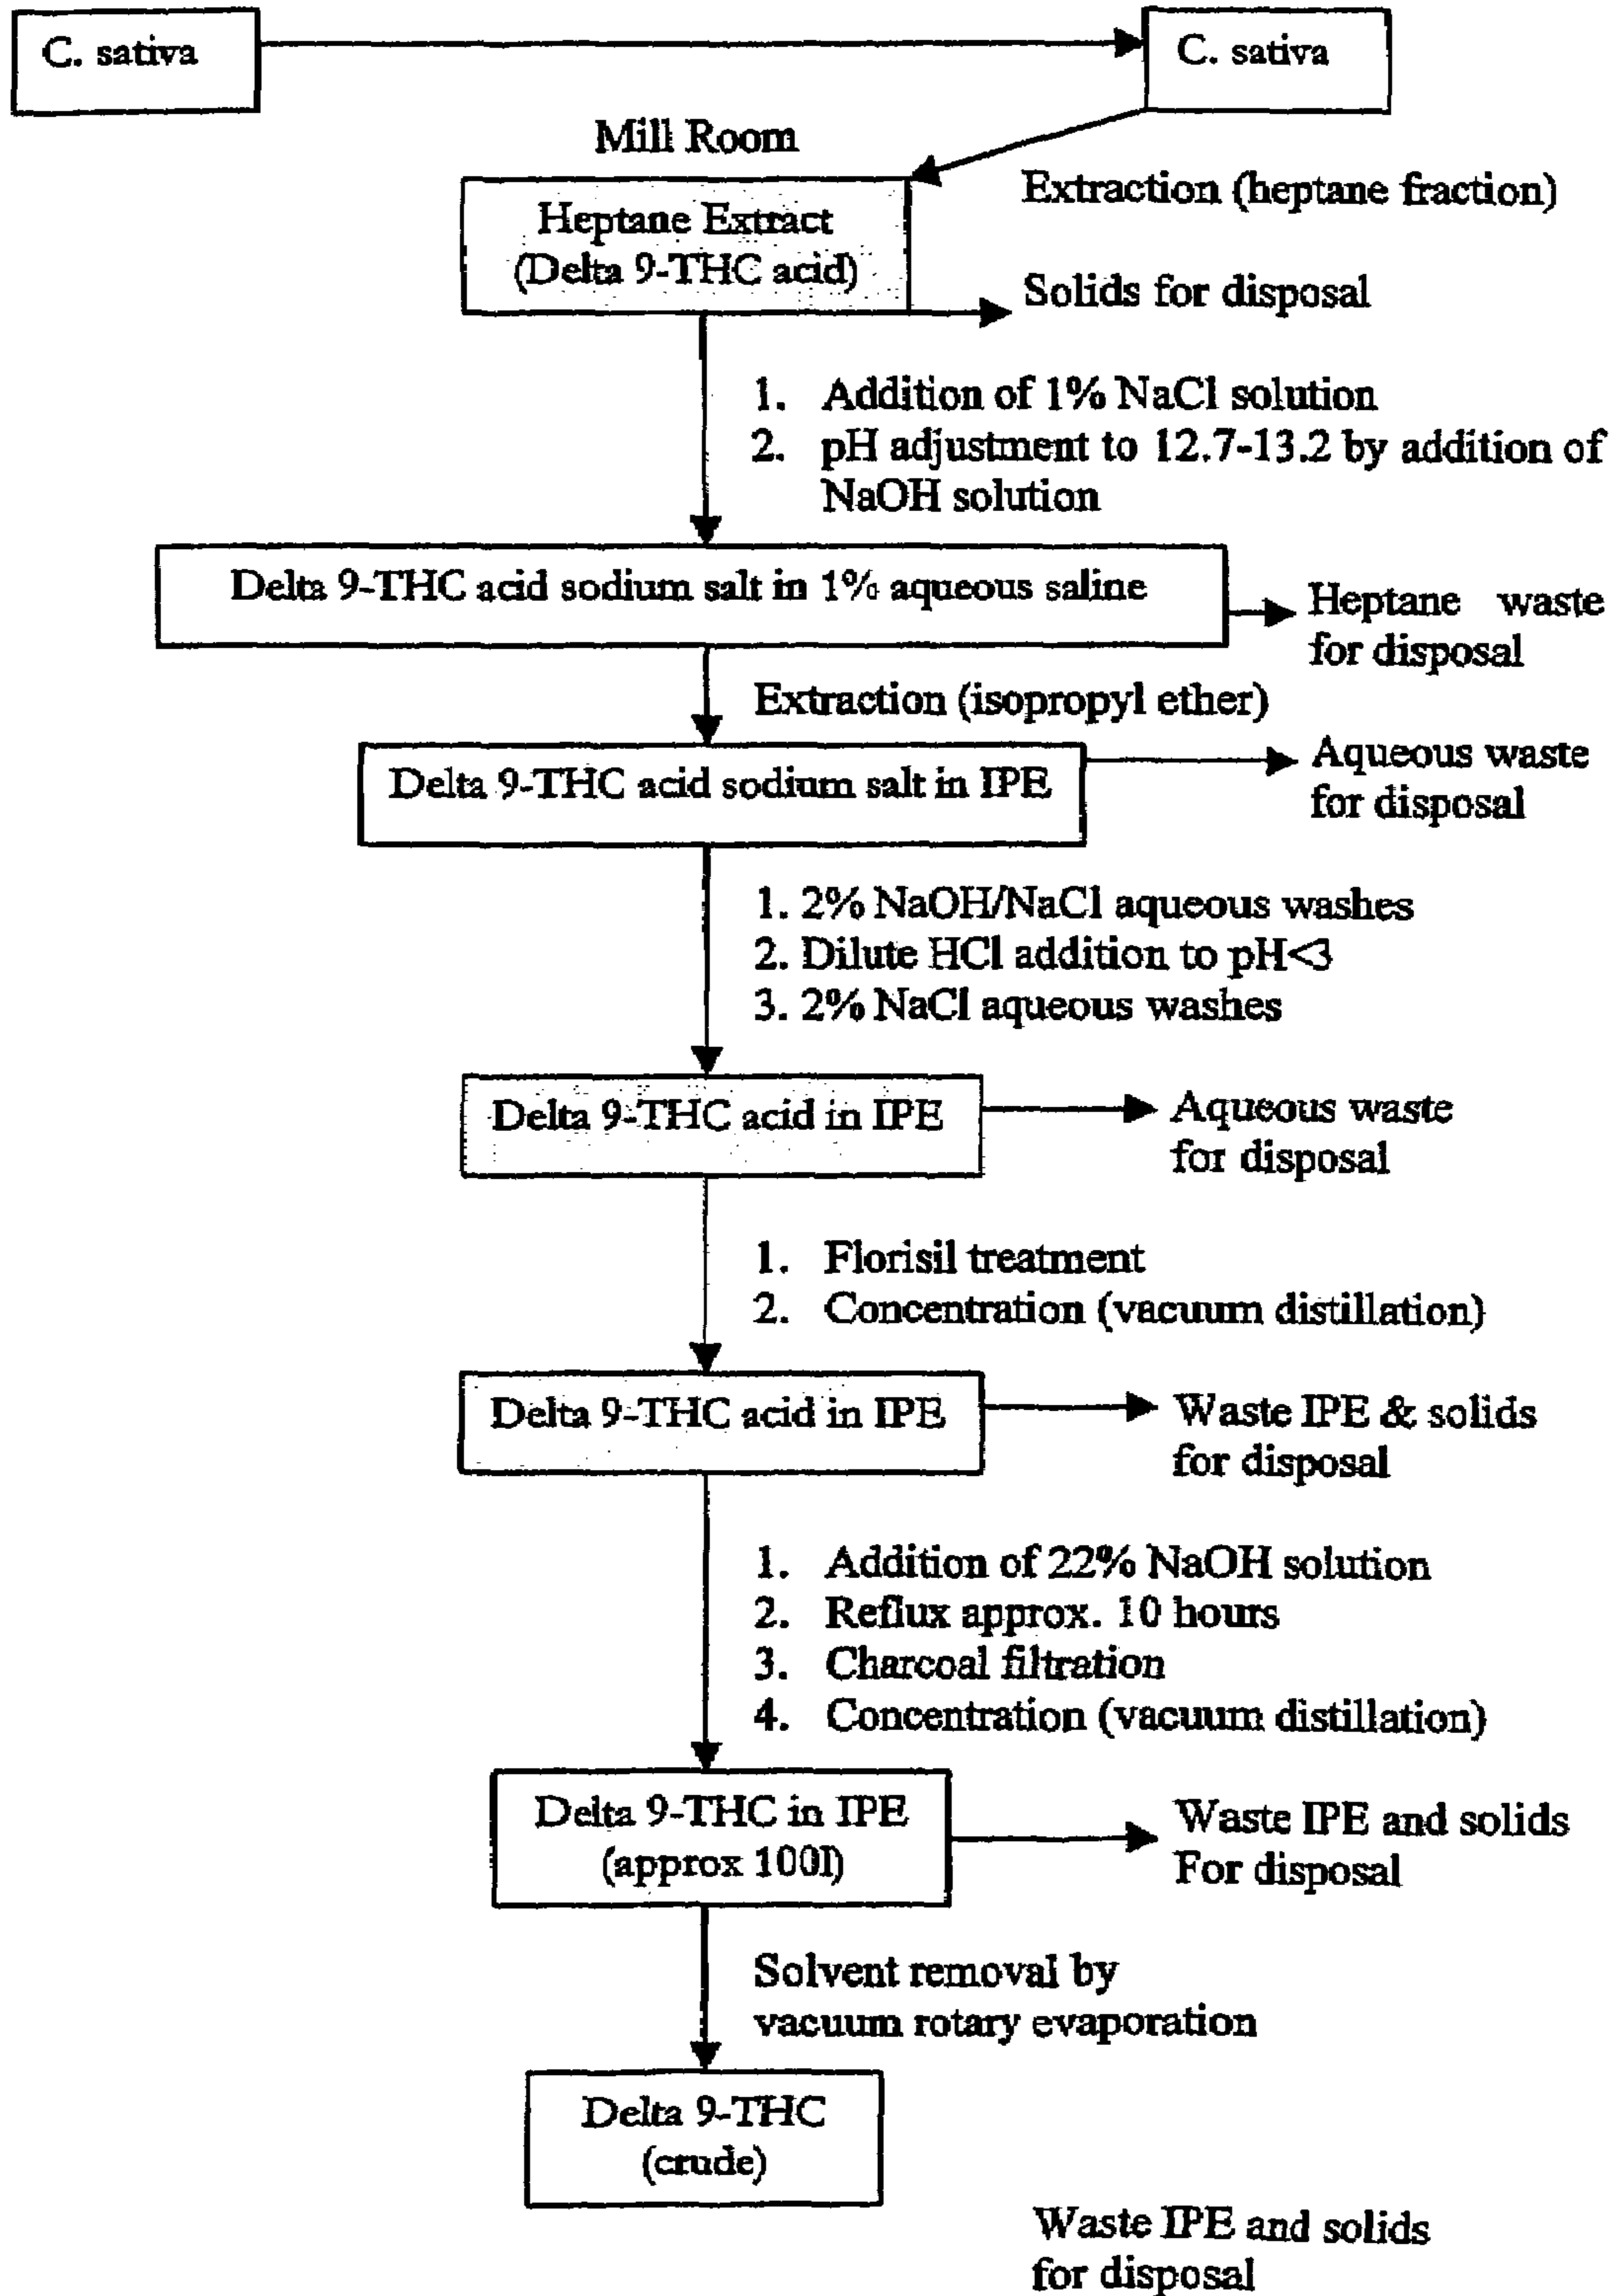 C. sativa
C. sativa
Mill Room
Extraction (heptane fraction)
Heptane Extract
(Delta 9-THC acid)
Solids for disposal
1. Addition of 1% NaCl solution
2. pH adjustment to 12.7-13.2 by addition of
NaOH solution
Delta 9-THC acid sodium salt in 1% aqueous saline
Heptane waste
for disposal
Extraction (isopropyl ether)
Delta 9-THC acid sodium salt in IPE
Aqueous waste
for disposal
1. 2% NaOH/NaCl aqueous washes
2. Dilute HCl addition to pH<3
3. 2% NaCl aqueous washes
Delta 9-THC acid in IPE
Aqueous waste
for disposal
1. Florisil treatment
2. Concentration (vacuum distillation)
Delta 9-THC acid in IPE
Waste IPE & solids
for disposal
1. Addition of 22% NaOH solution
2. Reflux approx. 10 hours
3. Charcoal filtration
4. Concentration (vacuum distillation)
Delta 9-THC in IPE
(approx 100l)
Waste IPE and solids
For disposal
Solvent removal by
vacuum rotary evaporation
Delta 9-THC
(crude)
Waste IPE and solids
for disposal